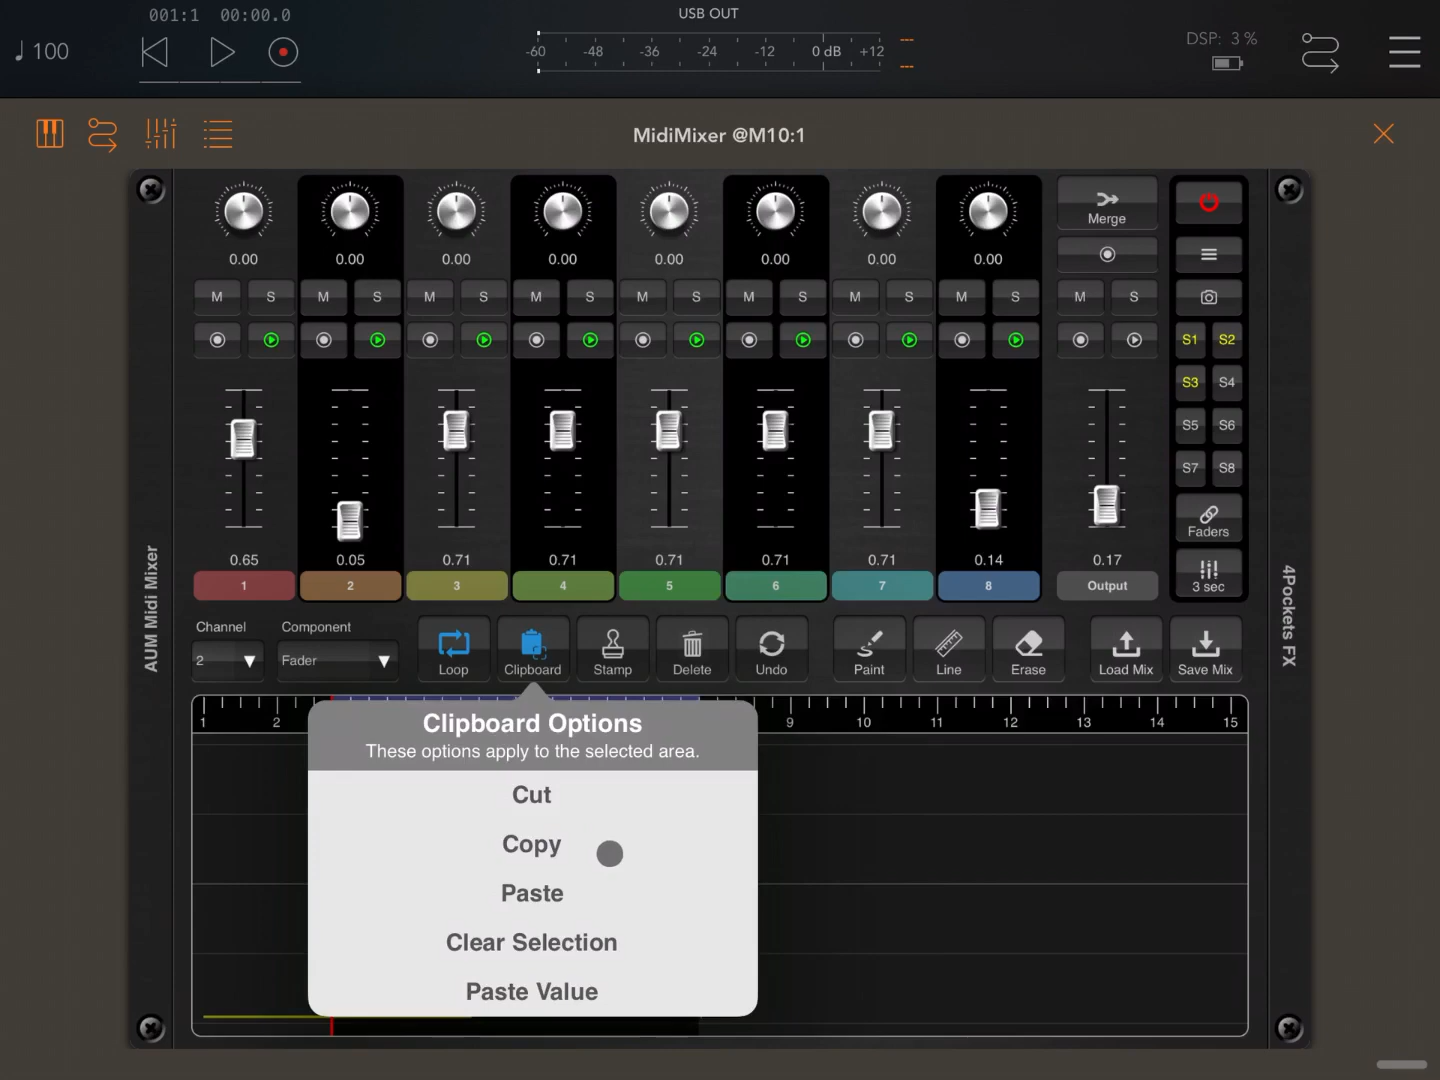 001:1 00:00.0
USB OUT
♩ 100
-60 -48 -36 -24 -12 0 dB +12
DSP: 3 %
MidiMixer @M10:1
Merge
0.00 0.00 0.00 0.00 0.00 0.00 0.00 0.00
M S M S M S M S M S M S M S M S M S
S1 S2
S3 S4
S5 S6
S7 S8
Faders
3 sec
0.65 0.05 0.71 0.71 0.71 0.71 0.71 0.14 0.17
1 2 3 4 5 6 7 8 Output
AUM Midi Mixer
4Pockets FX
Channel Component
2 Fader
Loop Clipboard Stamp Delete Undo Paint Line Erase Load Mix Save Mix
1 2 9 10 11 12 13 14 15
Clipboard Options
These options apply to the selected area.
Cut
Copy
Paste
Clear Selection
Paste Value